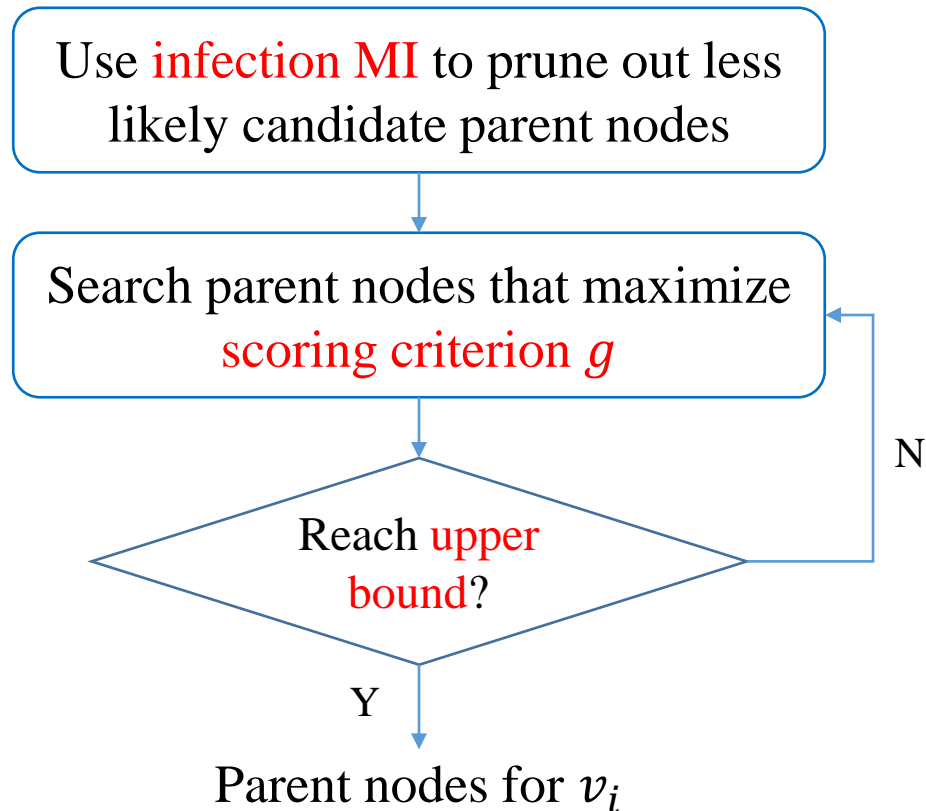 Use infection MI to prune out less
likely candidate parent nodes
Search parent nodes that maximize
scoring criterion g
N
Reach upper
bound?
Y
Parent nodes for vᵢ